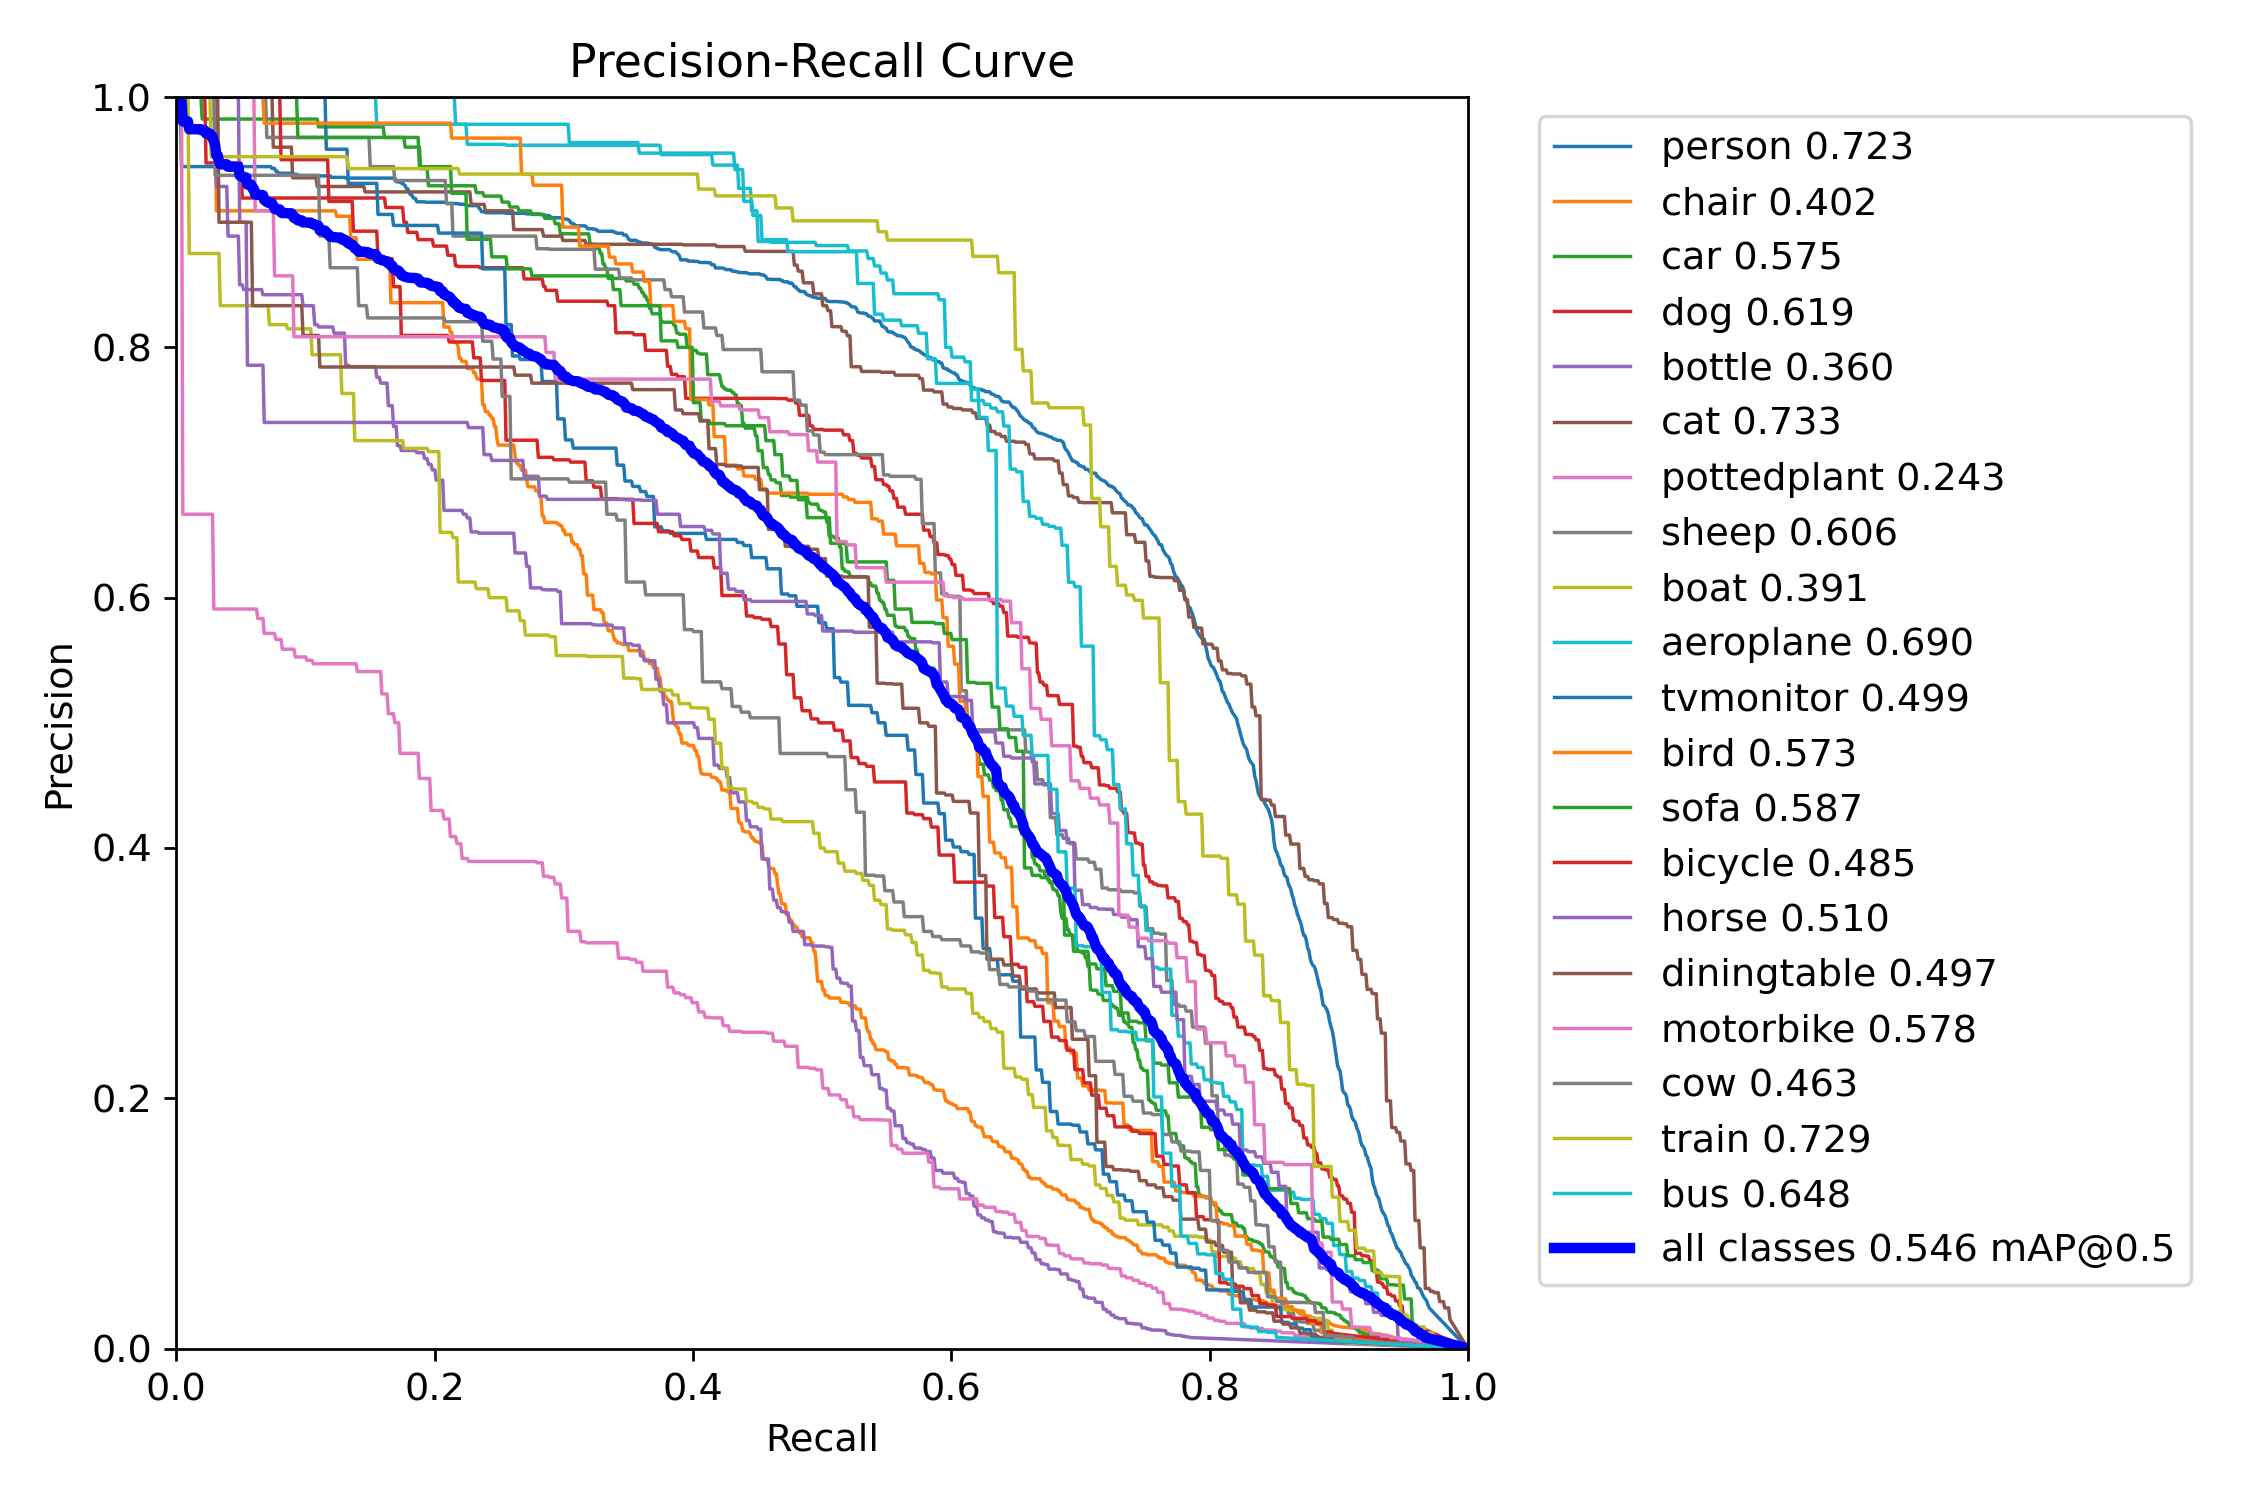 Precision-Recall Curve
1.0
0.8
0.6
0.4
0.2
0.0
Precision
0.0 0.2 0.4 0.6 0.8 1.0
Recall
person 0.723
chair 0.402
car 0.575
dog 0.619
bottle 0.360
cat 0.733
pottedplant 0.243
sheep 0.606
boat 0.391
aeroplane 0.690
tvmonitor 0.499
bird 0.573
sofa 0.587
bicycle 0.485
horse 0.510
diningtable 0.497
motorbike 0.578
cow 0.463
train 0.729
bus 0.648
all classes 0.546 mAP@0.5